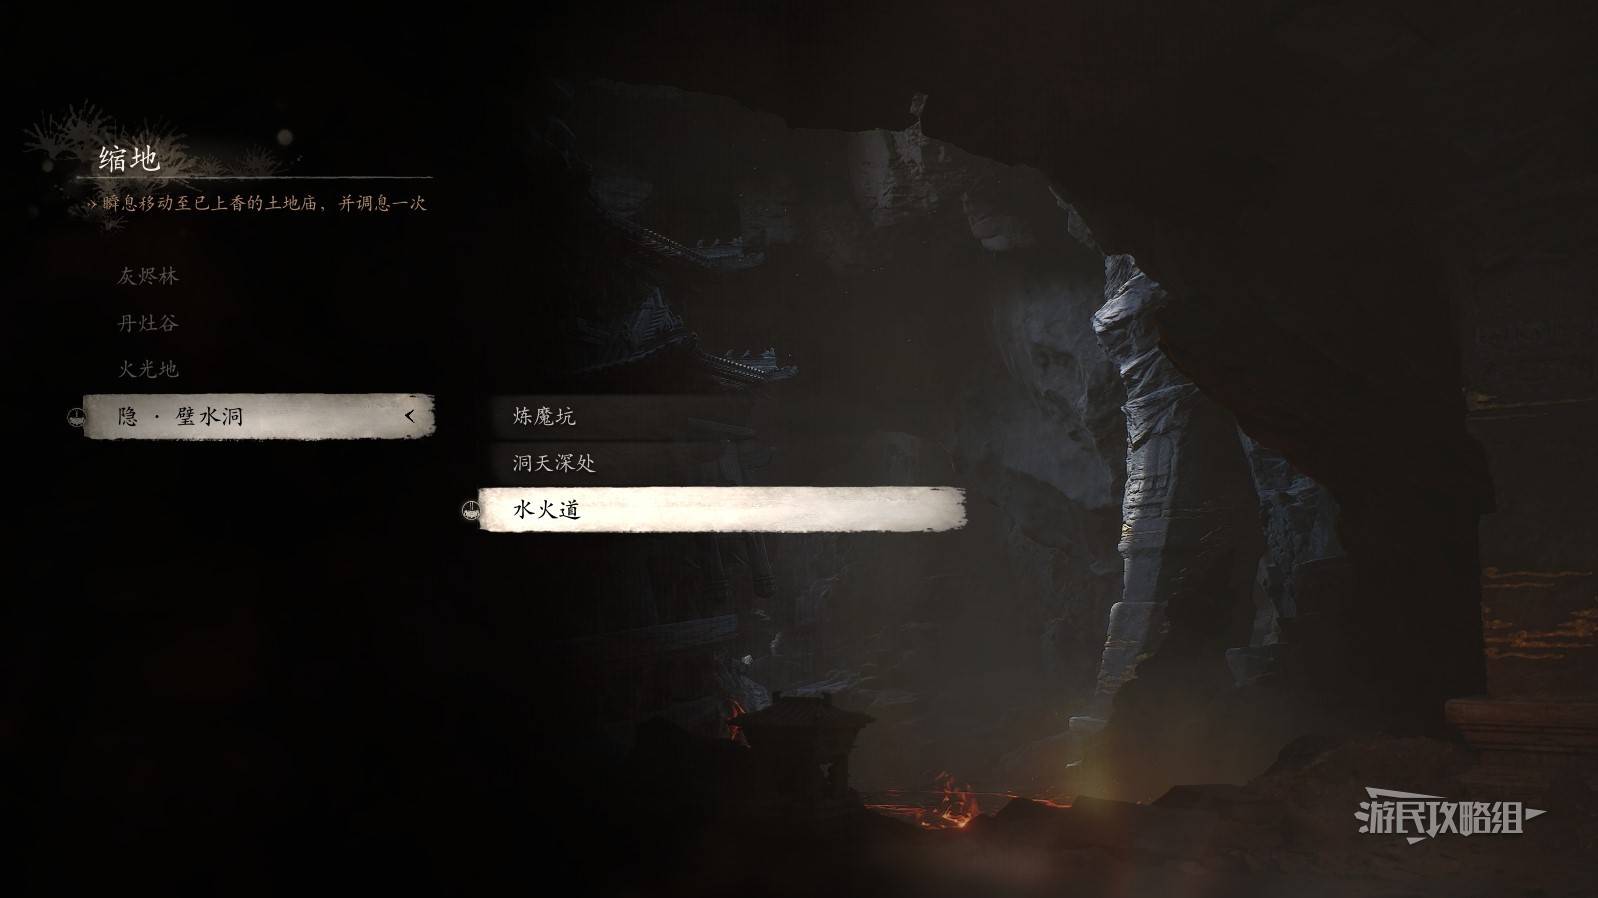 缩地
瞬息移动至已上香的土地庙，并调息一次
灰烬林
丹灶谷
火光地
隐·璧水洞
炼魔坑
洞天深处
水火道
游民攻略组